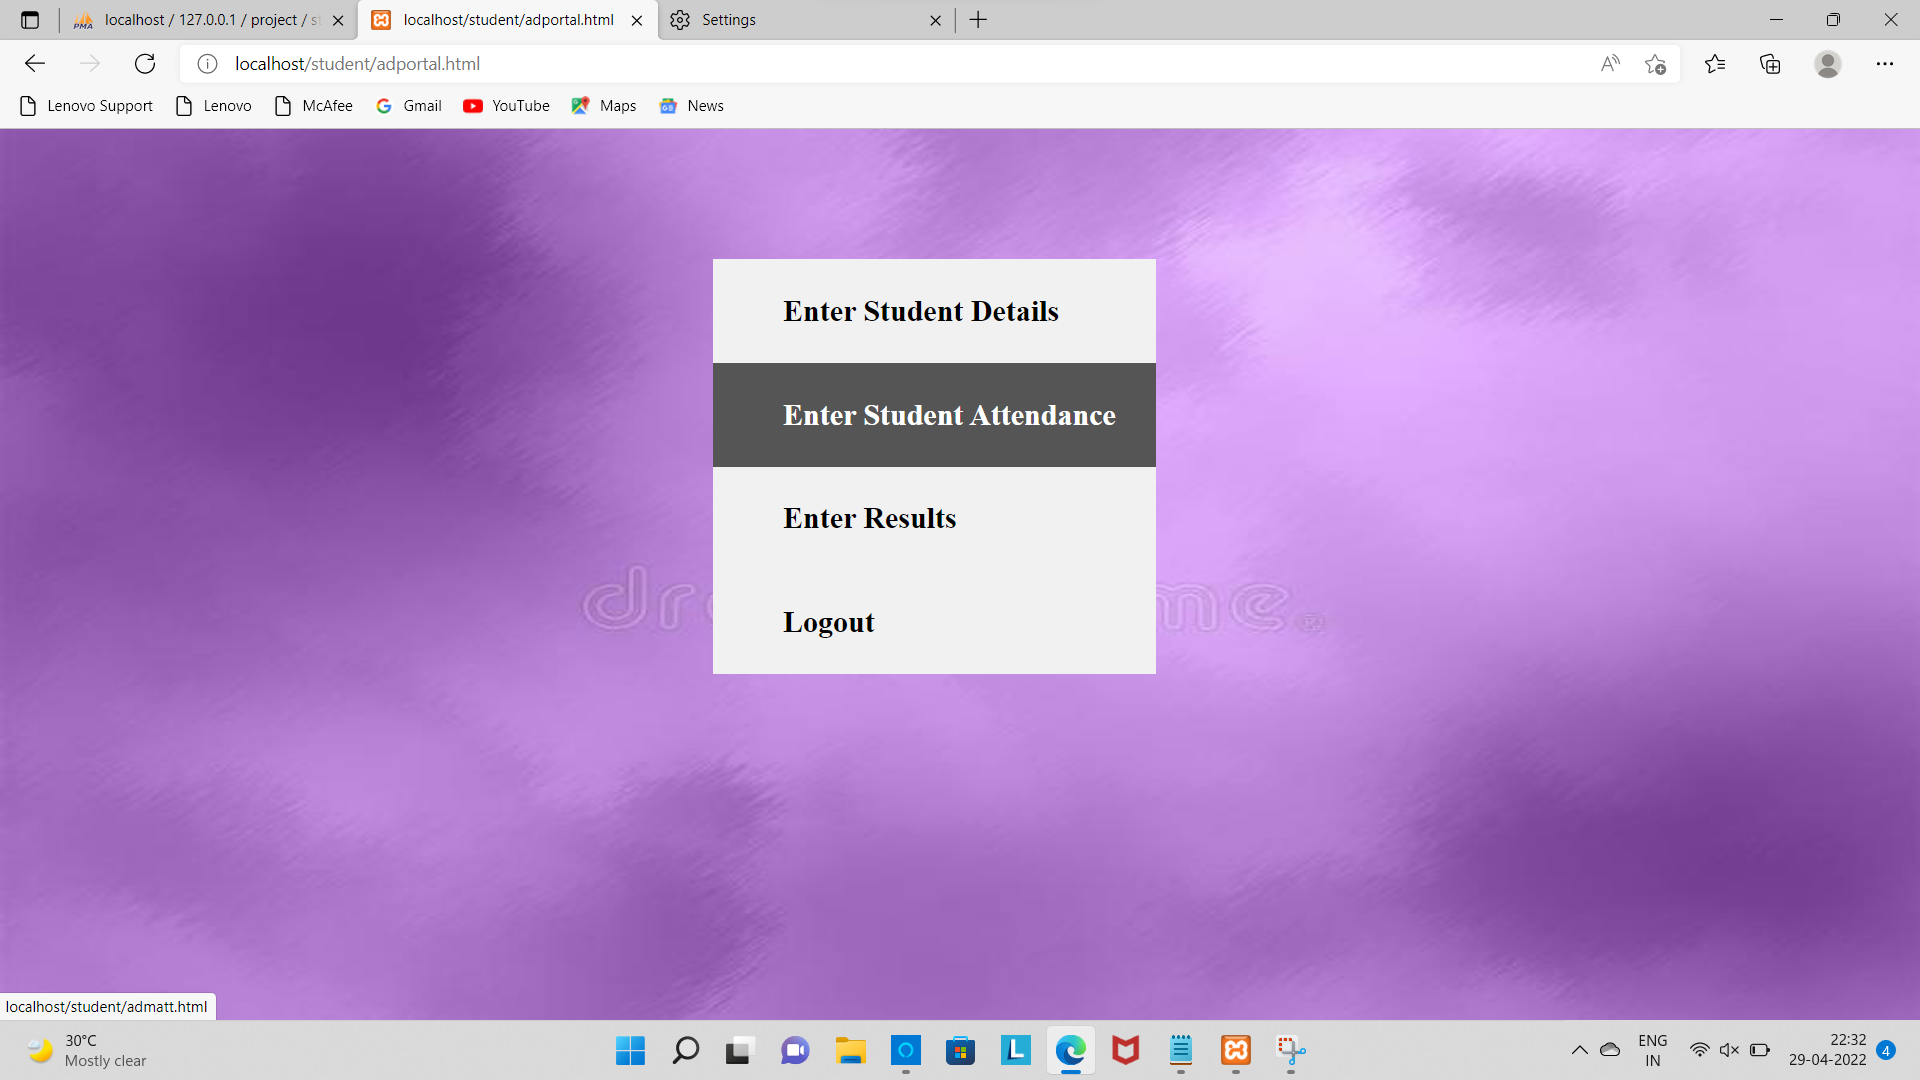 PMA
localhost / 127.0.0.1 / project / st
localhost/student/adportal.html
Settings
localhost/student/adportal.html
Lenovo Support
Lenovo
McAfee
Gmail
YouTube
Maps
News
Enter Student Details
Enter Student Attendance
Enter Results
Logout
localhost/student/admatt.html
30°C
Mostly clear
ENG
IN
22:32
29-04-2022
4